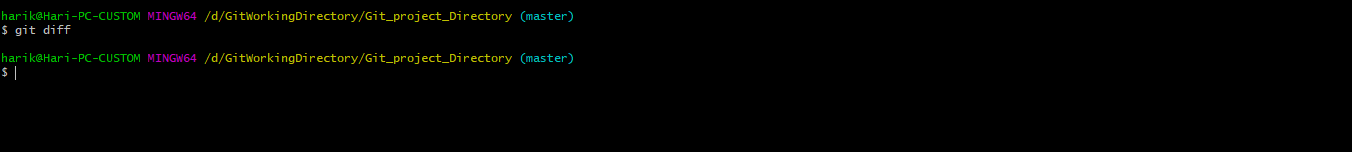 harik@Hari-PC-CUSTOM MINGW64 /d/GitWorkingDirectory/Git_project_Directory (master)
$ git diff
harik@Hari-PC-CUSTOM MINGW64 /d/GitWorkingDirectory/Git_project_Directory (master)
$